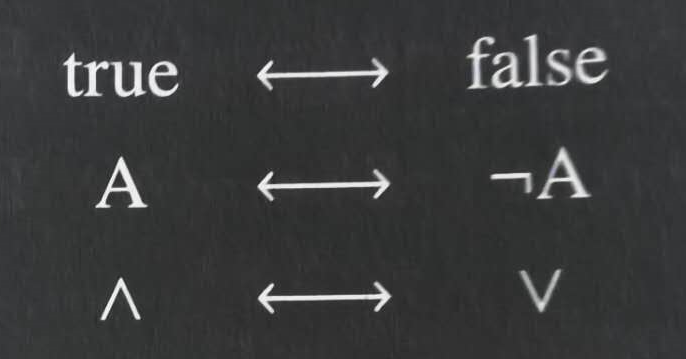 true ⟷ false
A ⟷ ¬A
∧ ⟷ ∨